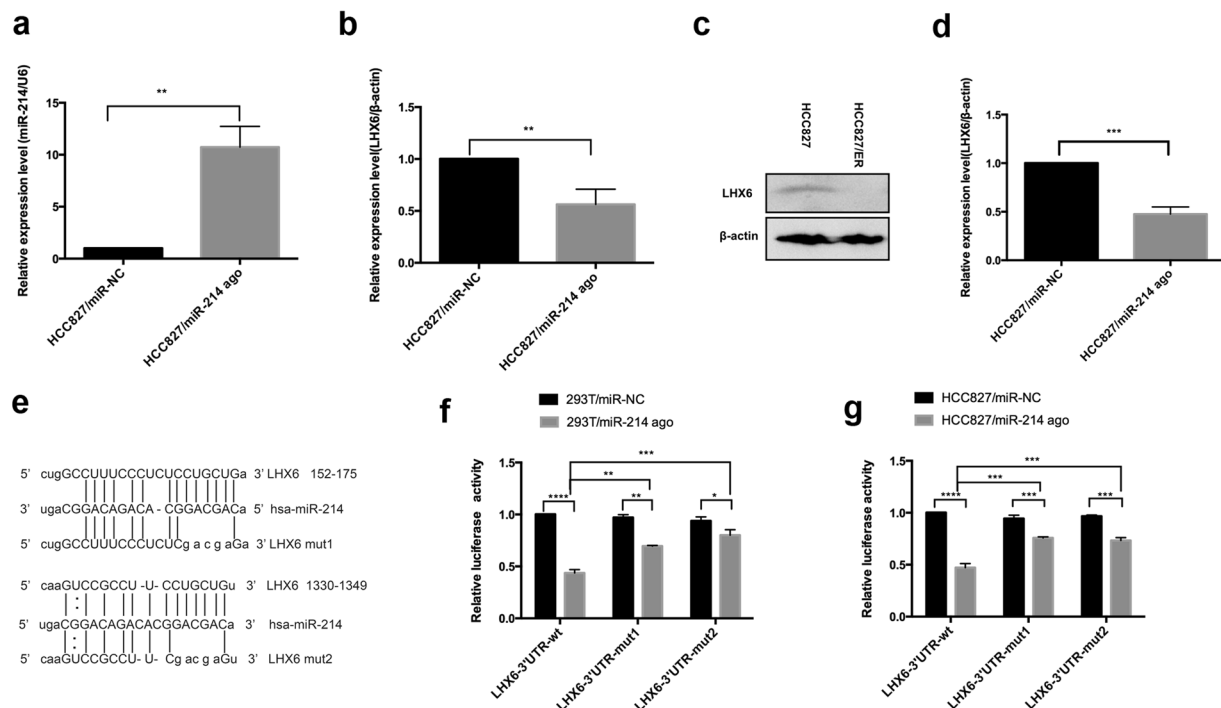 a
Relative expression level (miR-214/U6)
15
10
5
0
**
HCC827/miR-NC
HCC827/miR-214 ago
b
Relative expression level(LHX6/β-actin)
1.5
1.0
0.5
0.0
**
HCC827/miR-NC
HCC827/miR-214 ago
c
HCC827
HCC827/ER
LHX6
β-actin
d
Relative expression level(LHX6/β-actin)
1.5
1.0
0.5
0.0
***
HCC827/miR-NC
HCC827/miR-214 ago
e
5' cugGCCUUUCCCUCUCCUGCUGa 3' LHX6 152-175
3' ugaCGGACAGACA - CGGACGACa 5' hsa-miR-214
5' cugGCCUUUCCCUCUCgacgaGa 3' LHX6 mut1
5' caaGUCCGCCU -U- CCUGCUGu 3' LHX6 1330-1349
5' ugaCGGACAGACACGGACGACa 3' hsa-miR-214
5' caaGUCCGCCU- U- CgacgaGu 3' LHX6 mut2
f
293T/miR-NC
293T/miR-214 ago
Relative luciferase activity
1.5
1.0
0.5
0.0
***
**
****
**
*
LHX6-3'UTR-wt
LHX6-3'UTR-mut1
LHX6-3'UTR-mut2
g
HCC827/miR-NC
HCC827/miR-214 ago
Relative luciferase activity
1.5
1.0
0.5
0.0
***
***
****
***
***
LHX6-3'UTR-wt
LHX6-3'UTR-mut1
LHX6-3'UTR-mut2